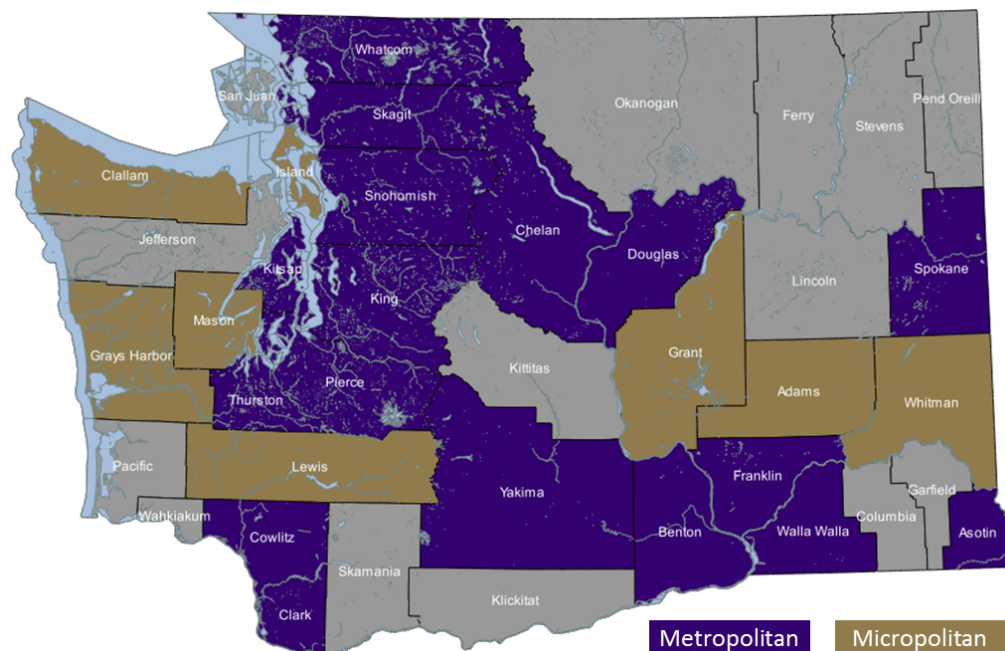 Whatcom
San Juan
Skagit
Okanogan
Ferry
Stevens
Pend Oreill
Clallam
Island
Snohomish
Jefferson
Chelan
Douglas
Spokane
Kitsap
King
Lincoln
Mason
Grays Harbor
Grant
Kittitas
Pierce
Thurston
Adams
Whitman
Pacific
Lewis
Yakima
Franklin
Garfield
Wahkiakum
Columbia
Cowlitz
Benton
Walla Walla
Asotin
Skamania
Klickitat
Clark
Metropolitan
Micropolitan